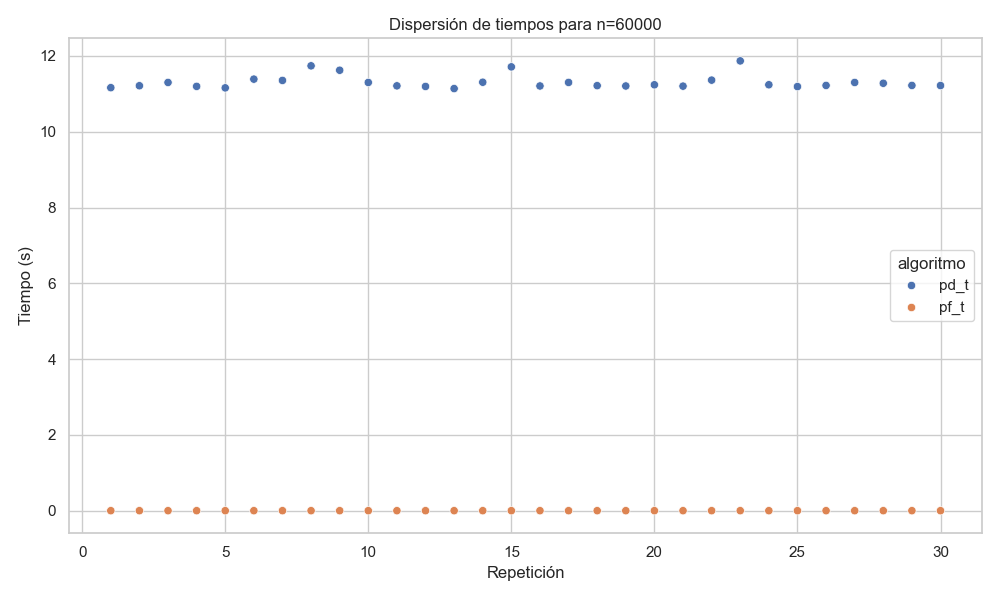 Dispersión de tiempos para n=60000
12
10
8
6
4
2
0
Tiempo (s)
algoritmo
pd_t
pf_t
0 5 10 15 20 25 30
Repetición